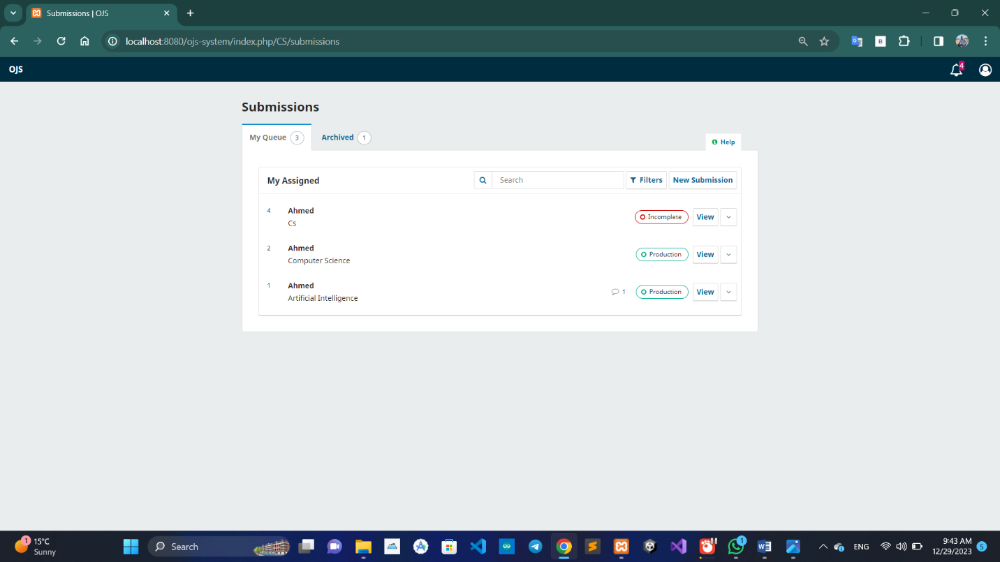 Submissions | OJS
localhost:8080/ojs-system/index.php/CS/submissions
B
OJS
4
Submissions
My Queue 3
Archived 1
Help
My Assigned
Search
Filters
New Submission
4
Ahmed
Cs
Incomplete
View
2
Ahmed
Computer Science
Production
View
1
Ahmed
Artificial Intelligence
1
Production
View
1
15°C
Sunny
Search
1
ENG
9:43 AM
12/29/2023
5